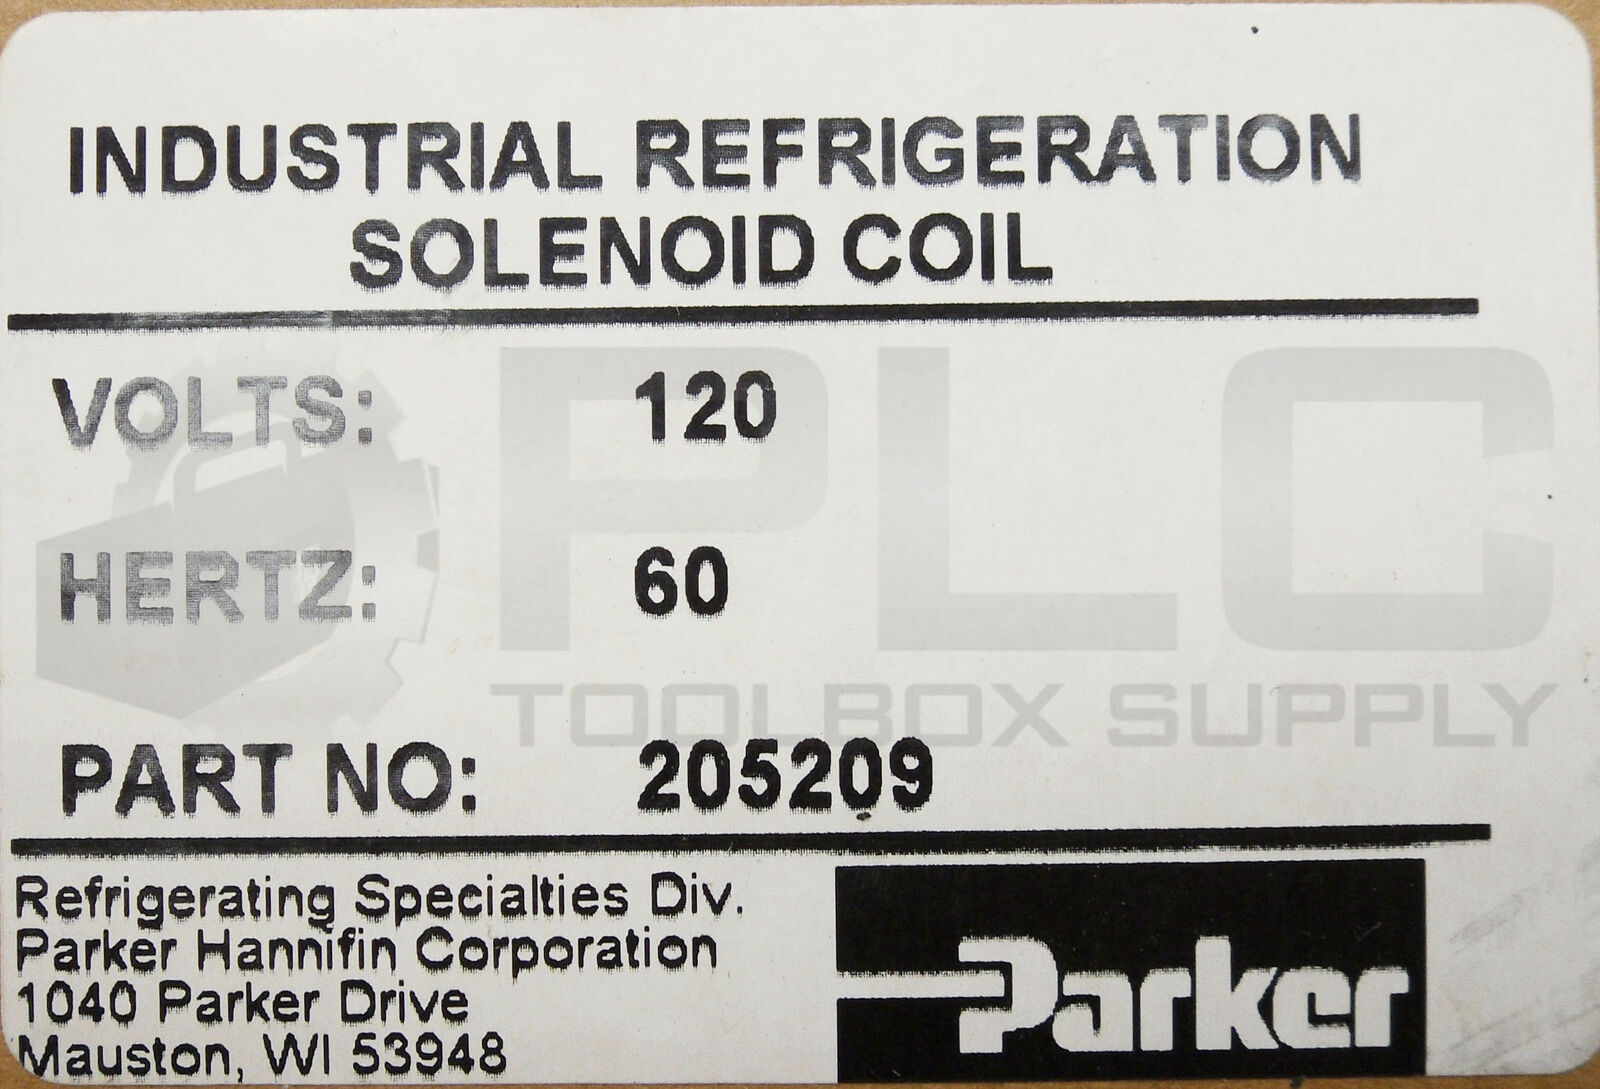 INDUSTRIAL REFRIGERATION
SOLENOID COIL
VOLTS: 120
HERTZ: 60
PART NO: 205209
Refrigerating Specialties Div.
Parker Hannifin Corporation
1040 Parker Drive
Mauston, WI 53948
Parker
PLC
TOOLBOX SUPPLY